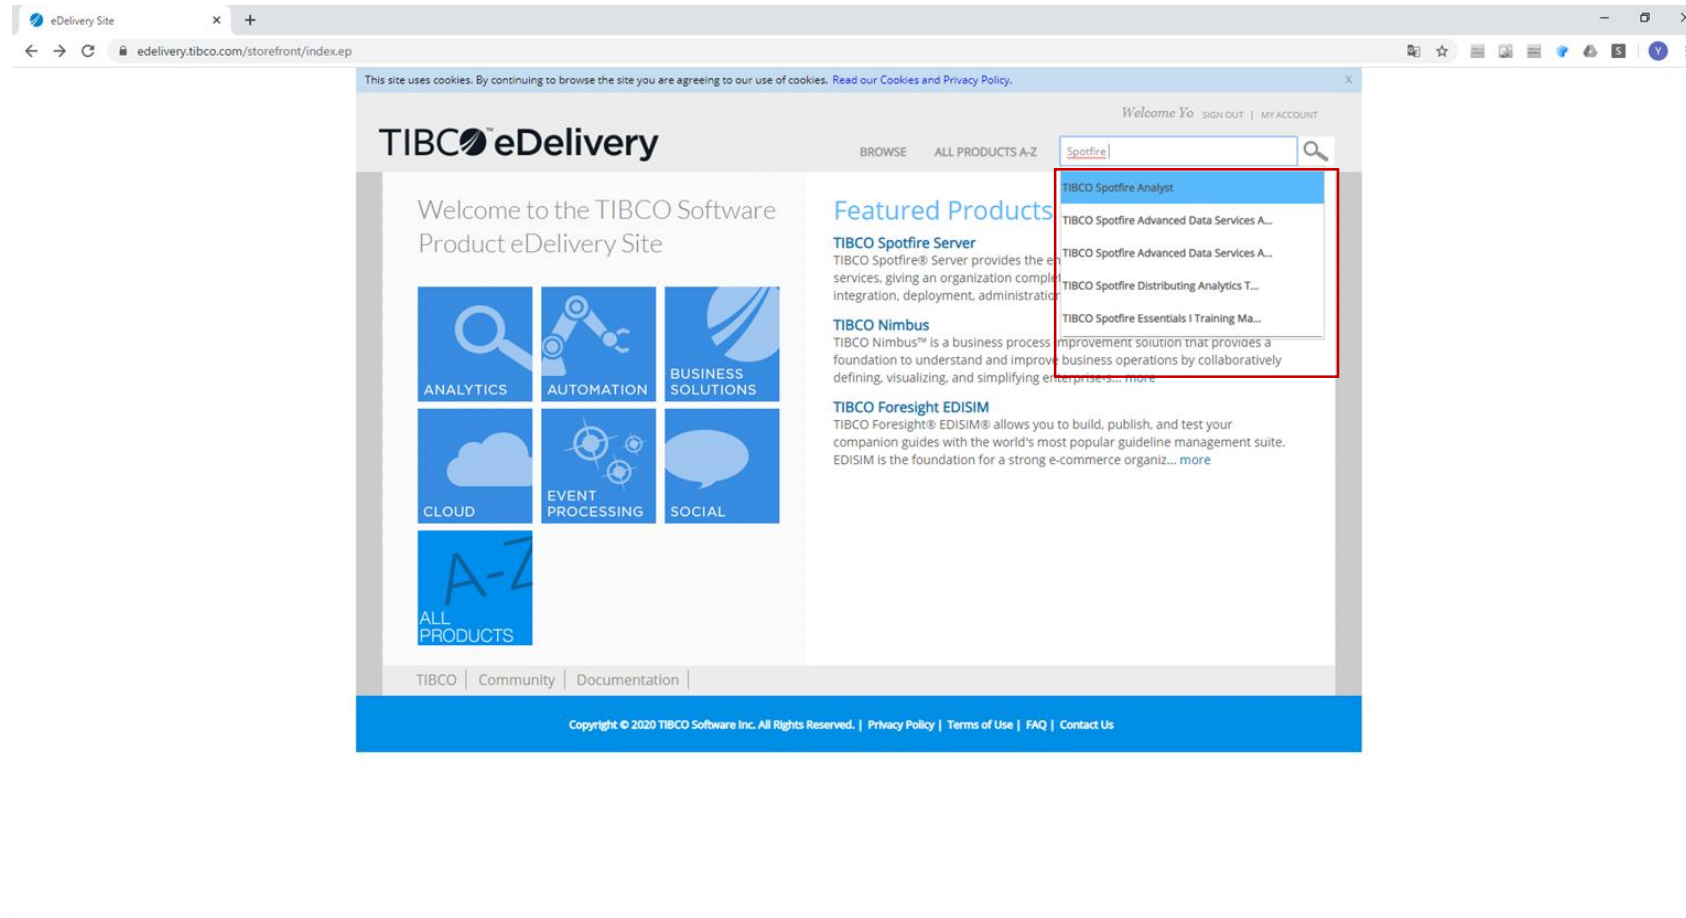 eDelivery Site
edelivery.tibco.com/storefront/index.ep
S
Y
This site uses cookies. By continuing to browse the site you are agreeing to our use of cookies. Read our Cookies and Privacy Policy.
X
Welcome Yo SIGN OUT | MY ACCOUNT
TIBCO™ eDelivery
BROWSE
ALL PRODUCTS A-Z
Spotfire
TIBCO Spotfire Analyst
TIBCO Spotfire Advanced Data Services A...
TIBCO Spotfire Advanced Data Services A...
TIBCO Spotfire Distributing Analytics T...
TIBCO Spotfire Essentials I Training Ma...
Welcome to the TIBCO Software
Product eDelivery Site
ANALYTICS
AUTOMATION
BUSINESS
SOLUTIONS
CLOUD
EVENT
PROCESSING
SOCIAL
A-Z
ALL
PRODUCTS
Featured Products
TIBCO Spotfire Server
TIBCO Spotfire® Server provides the
services, giving an organization
integration, deployment,
TIBCO Nimbus
TIBCO Nimbus™ is a business process improvement solution that provides a
foundation to understand and improve business operations by collaboratively
defining, visualizing, and simplifying enterprise-s... more
TIBCO Foresight EDISIM
TIBCO Foresight® EDISIM® allows you to build, publish, and test your
companion guides with the world's most popular guideline management suite.
EDISIM is the foundation for a strong e-commerce organiz... more
TIBCO | Community | Documentation |
Copyright © 2020 TIBCO Software Inc. All Rights Reserved. | Privacy Policy | Terms of Use | FAQ | Contact Us